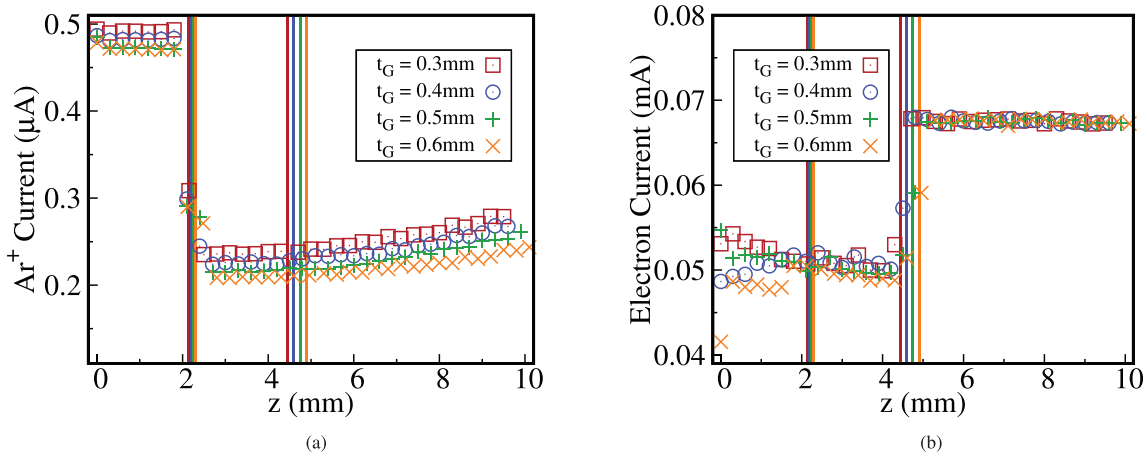 0.5
0.4
0.3
0.2
Ar+ Current (μA)
tG = 0.3mm
tG = 0.4mm
tG = 0.5mm
tG = 0.6mm
0 2 4 6 8 10
z (mm)
(a)
0.08
0.07
0.06
0.05
0.04
Electron Current (mA)
tG = 0.3mm
tG = 0.4mm
tG = 0.5mm
tG = 0.6mm
0 2 4 6 8 10
z (mm)
(b)